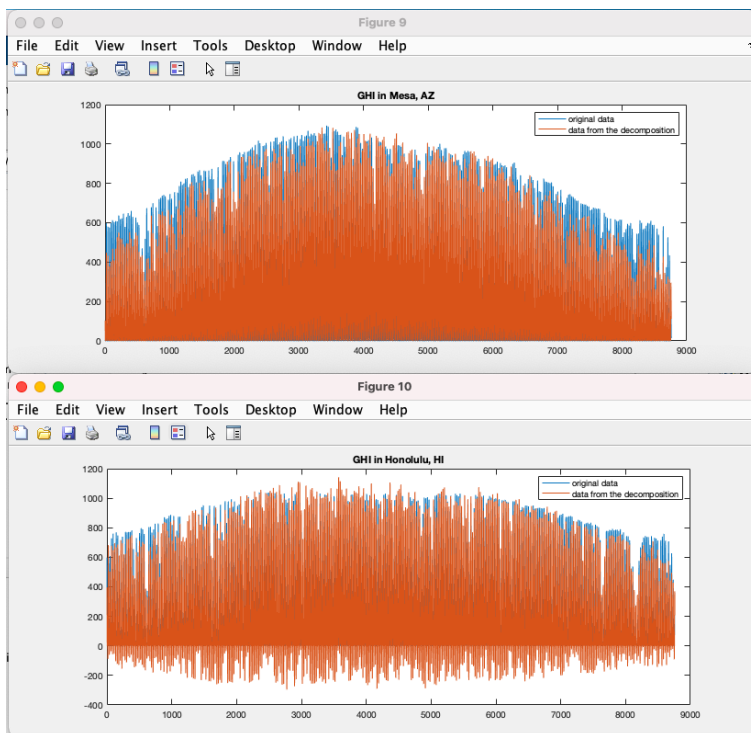 Figure 9
File Edit View Insert Tools Desktop Window Help
GHI in Mesa, AZ
original data
data from the decomposition
1200
1000
800
600
400
200
0
0 1000 2000 3000 4000 5000 6000 7000 8000 9000
Figure 10
File Edit View Insert Tools Desktop Window Help
GHI in Honolulu, HI
original data
data from the decomposition
1200
1000
800
600
400
200
0
-200
-400
0 1000 2000 3000 4000 5000 6000 7000 8000 9000